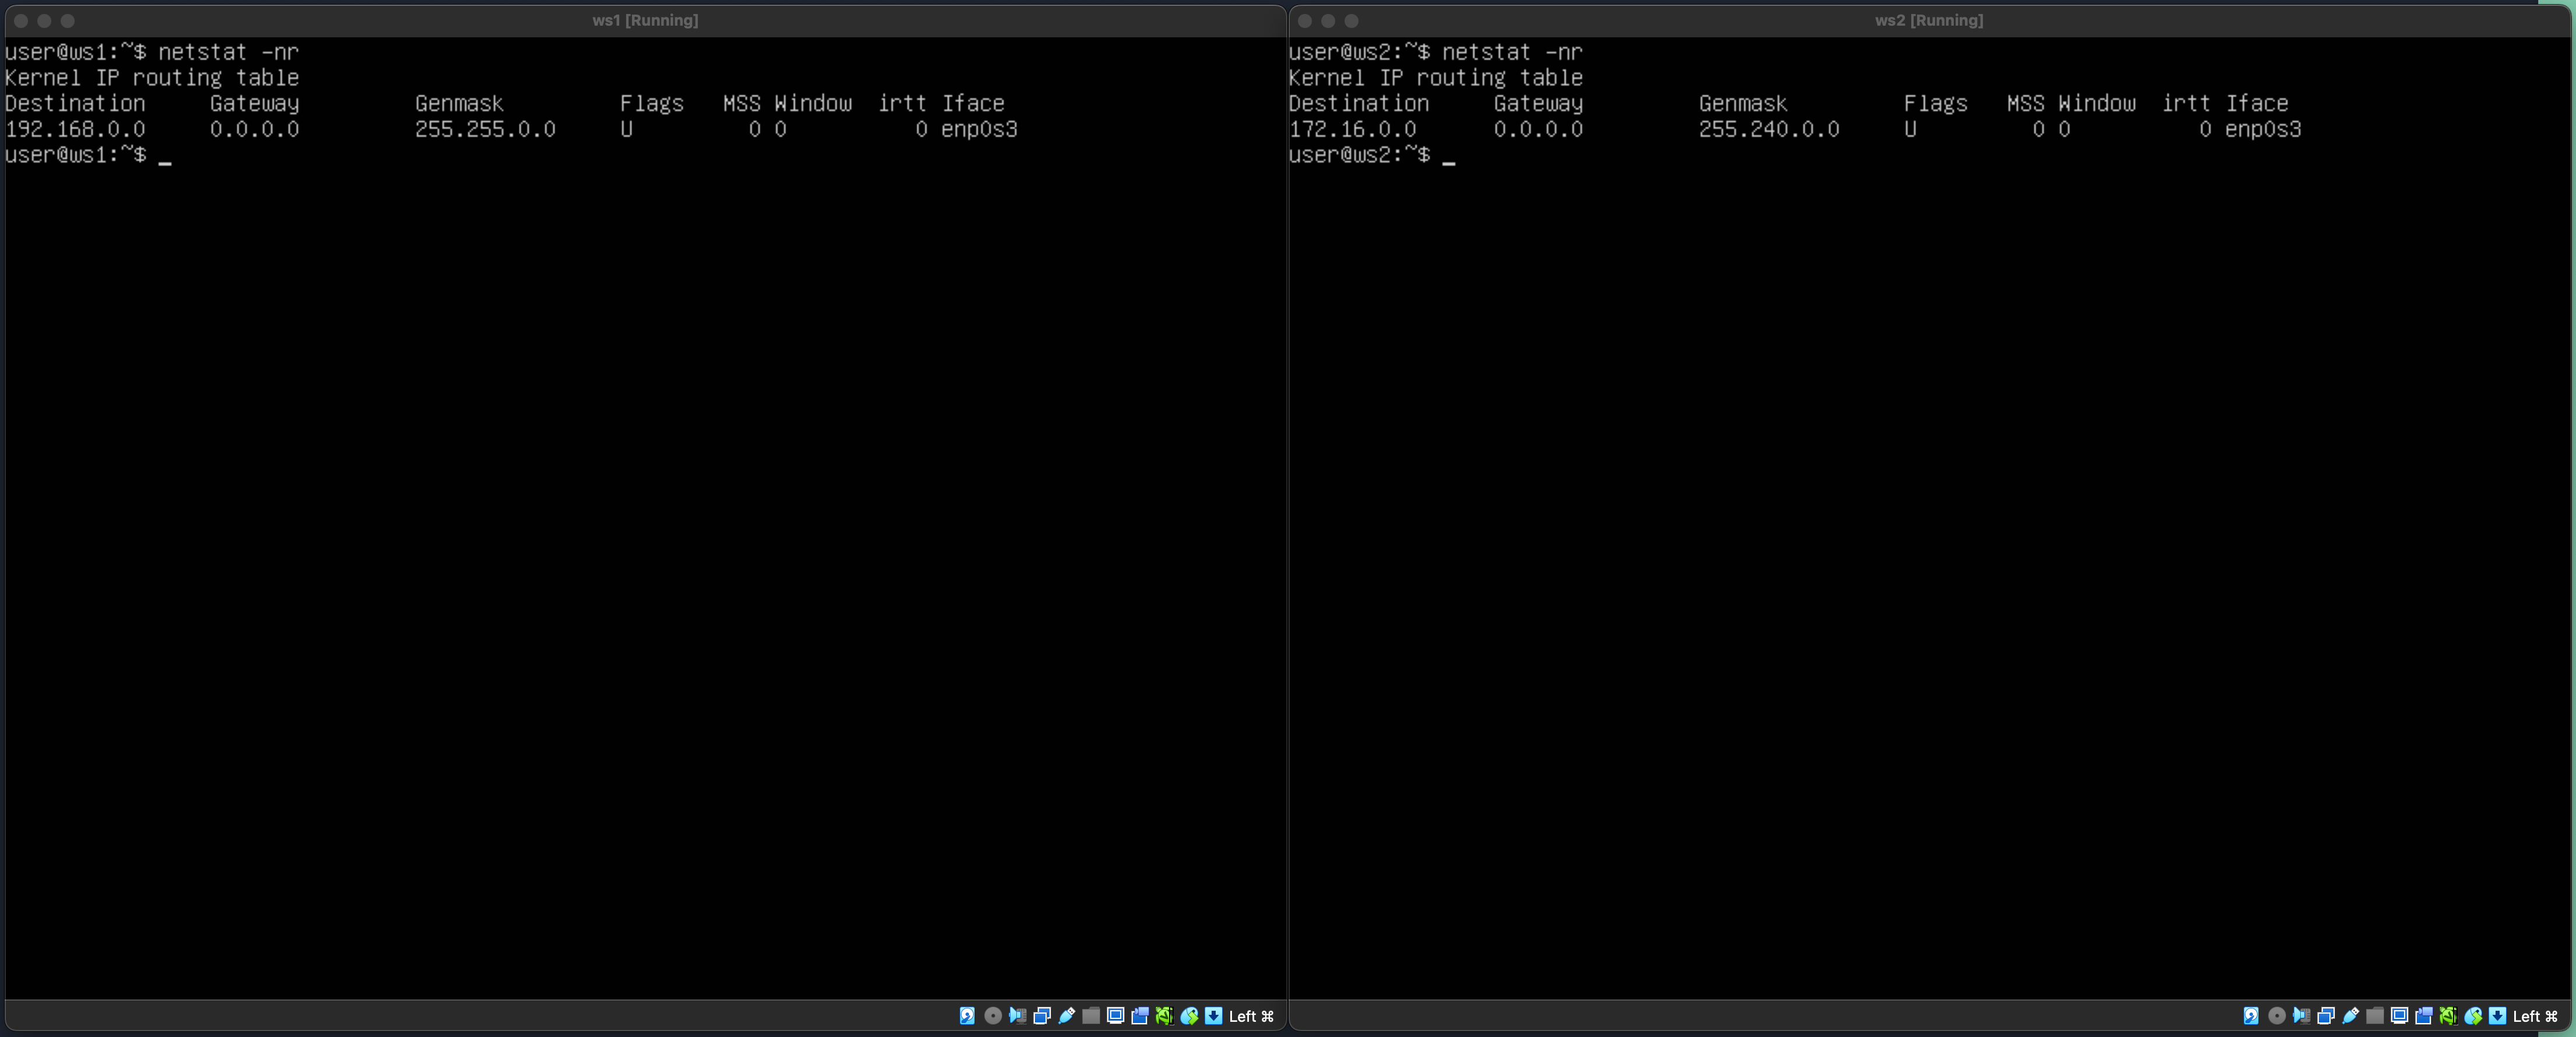 ws1 [Running]
user@ws1:~$ netstat -nr
Kernel IP routing table
Destination     Gateway         Genmask         Flags   MSS Window  irtt Iface
192.168.0.0     0.0.0.0         255.255.0.0     U         0 0          0 enp0s3
user@ws1:~$ _
Left ⌘
ws2 [Running]
user@ws2:~$ netstat -nr
Kernel IP routing table
Destination     Gateway         Genmask         Flags   MSS Window  irtt Iface
172.16.0.0      0.0.0.0         255.240.0.0     U         0 0          0 enp0s3
user@ws2:~$ _
Left ⌘